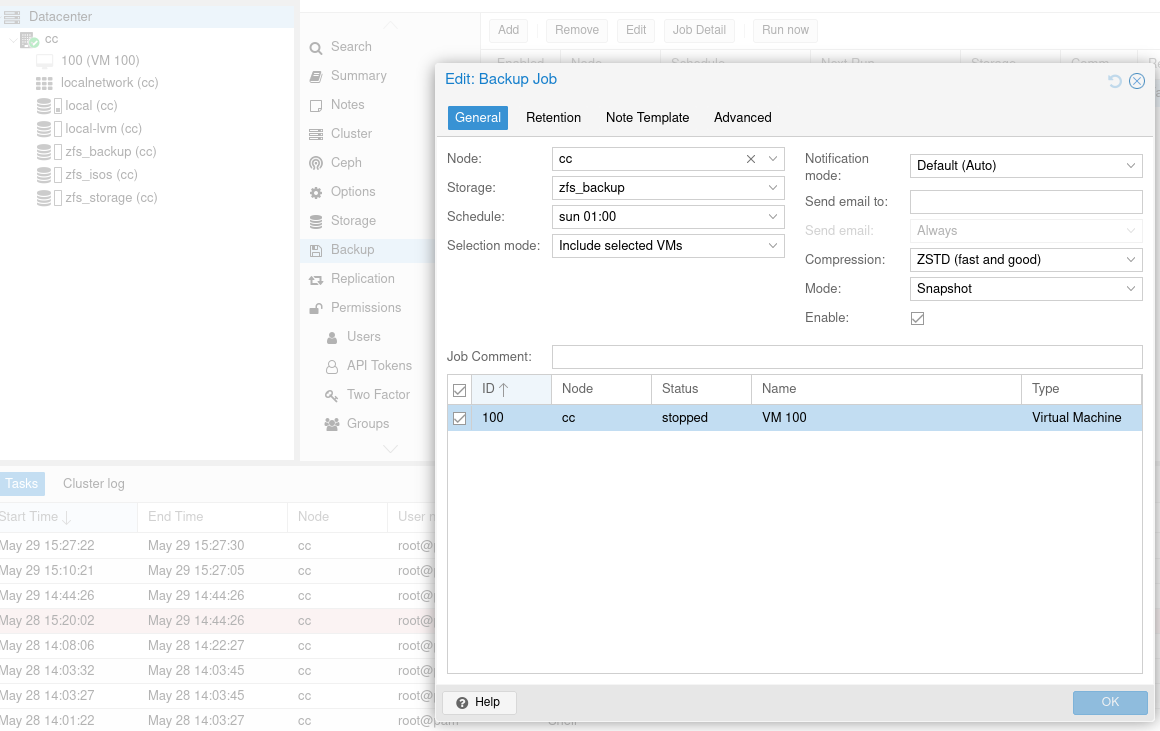 Datacenter
cc
100 (VM 100)
localnetwork (cc)
local (cc)
local-lvm (cc)
zfs_backup (cc)
zfs_isos (cc)
zfs_storage (cc)
Search
Summary
Notes
Cluster
Ceph
Options
Storage
Backup
Replication
Permissions
Users
API Tokens
Two Factor
Groups
Add Remove Edit Job Detail Run now
Enabled Node Schedule Next Run Storage Comm
Edit: Backup Job
General Retention Note Template Advanced
Node: cc
Storage: zfs_backup
Schedule: sun 01:00
Selection mode: Include selected VMs
Notification
mode: Default (Auto)
Send email to:
Send email: Always
Compression: ZSTD (fast and good)
Mode: Snapshot
Enable:
Job Comment:
ID Node Status Name Type
100 cc stopped VM 100 Virtual Machine
Help OK
Tasks Cluster log
Start Time End Time Node User n
May 29 15:27:22 May 29 15:27:30 cc root@p
May 29 15:10:21 May 29 15:27:05 cc root@p
May 29 14:44:26 May 29 14:44:26 cc root@p
May 28 15:20:02 May 29 14:44:26 cc root@p
May 28 14:08:06 May 28 14:22:27 cc root@p
May 28 14:03:32 May 28 14:03:45 cc root@p
May 28 14:03:27 May 28 14:03:45 cc root@p
May 28 14:01:22 May 28 14:03:27 cc root@pam Shell